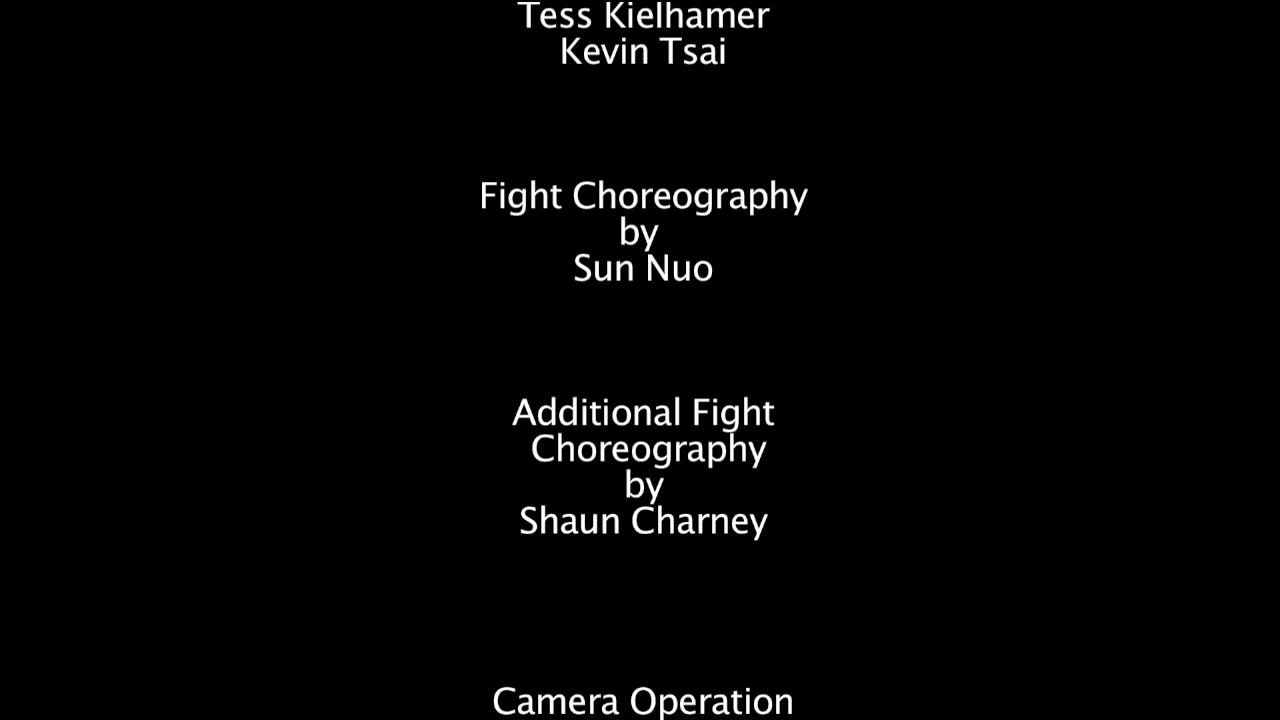 Tess Kielhamer
Kevin Tsai
Fight Choreography
by
Sun Nuo
Additional Fight
Choreography
by
Shaun Charney
Camera Operation